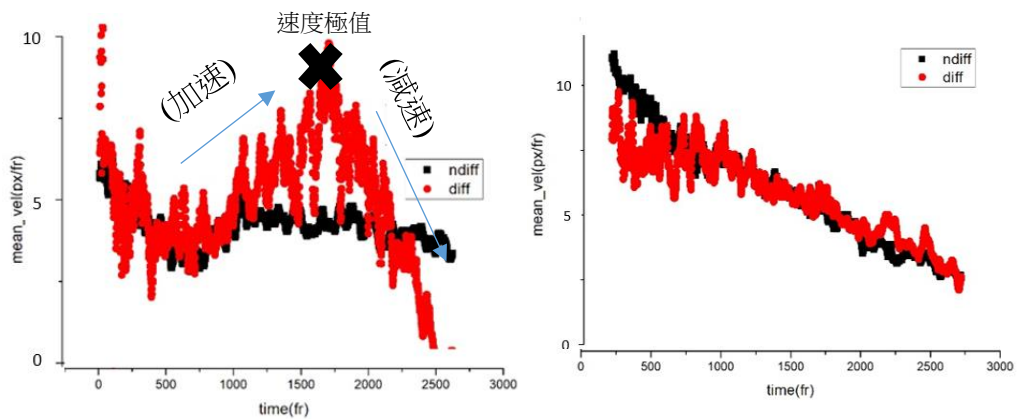 速度極值
(加速)
(減速)
10
5
0
mean_vel(px/fr)
ndiff
diff
0
500
1000
1500
2000
2500
3000
time(fr)
10
5
0
mean_vel(px/fr)
ndiff
diff
0
500
1000
1500
2000
2500
3000
time(fr)